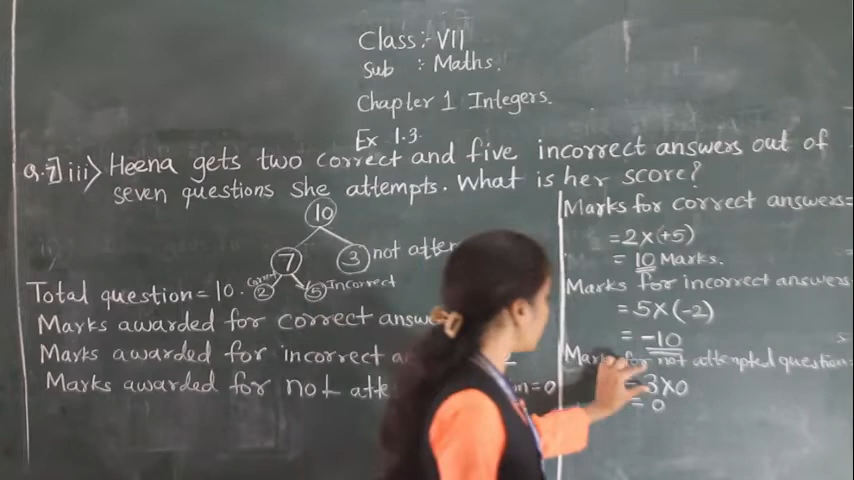 Class:- VII
Sub : Maths.
Chapler 1 Integers.
Ex 1.3.
Q.7] iii> Heena gets two correct and five incorrect answers out of
seven questions she attempts. What is her score?
10
7 3 not atte
Correct 2 5 Incorrect
Total question = 10.
Marks awarded for correct answe
Marks awarded for incorrect a
Marks awarded for not atte =0
Marks for correct answers=
=2×(+5)
= 10 Marks.
Marks for incorrect answers
=5×(-2)
= -10
Marks for not attempted question=
=3×0
= 0